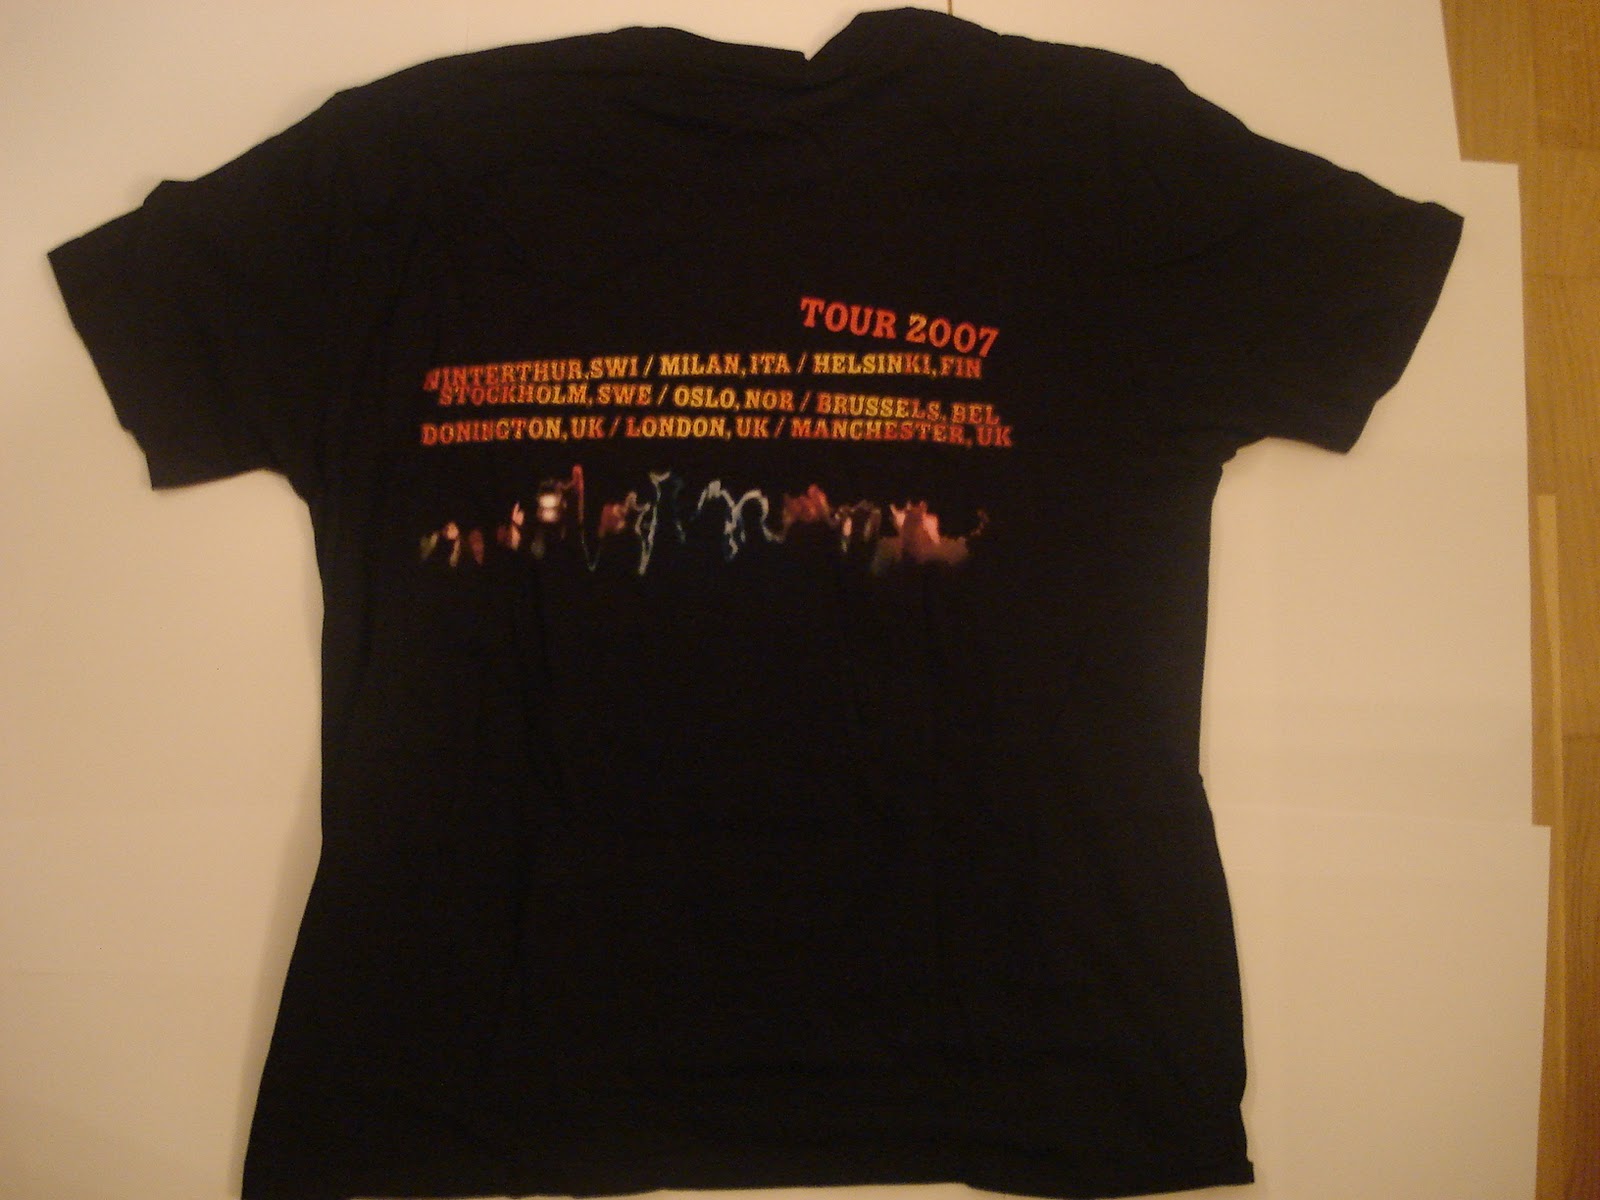 TOUR 2007
WINTERTHUR, SWI / MILAN, ITA / HELSINKI, FIN
STOCKHOLM, SWE / OSLO, NOR / BRUSSELS, BEL
DONINGTON, UK / LONDON, UK / MANCHESTER, UK